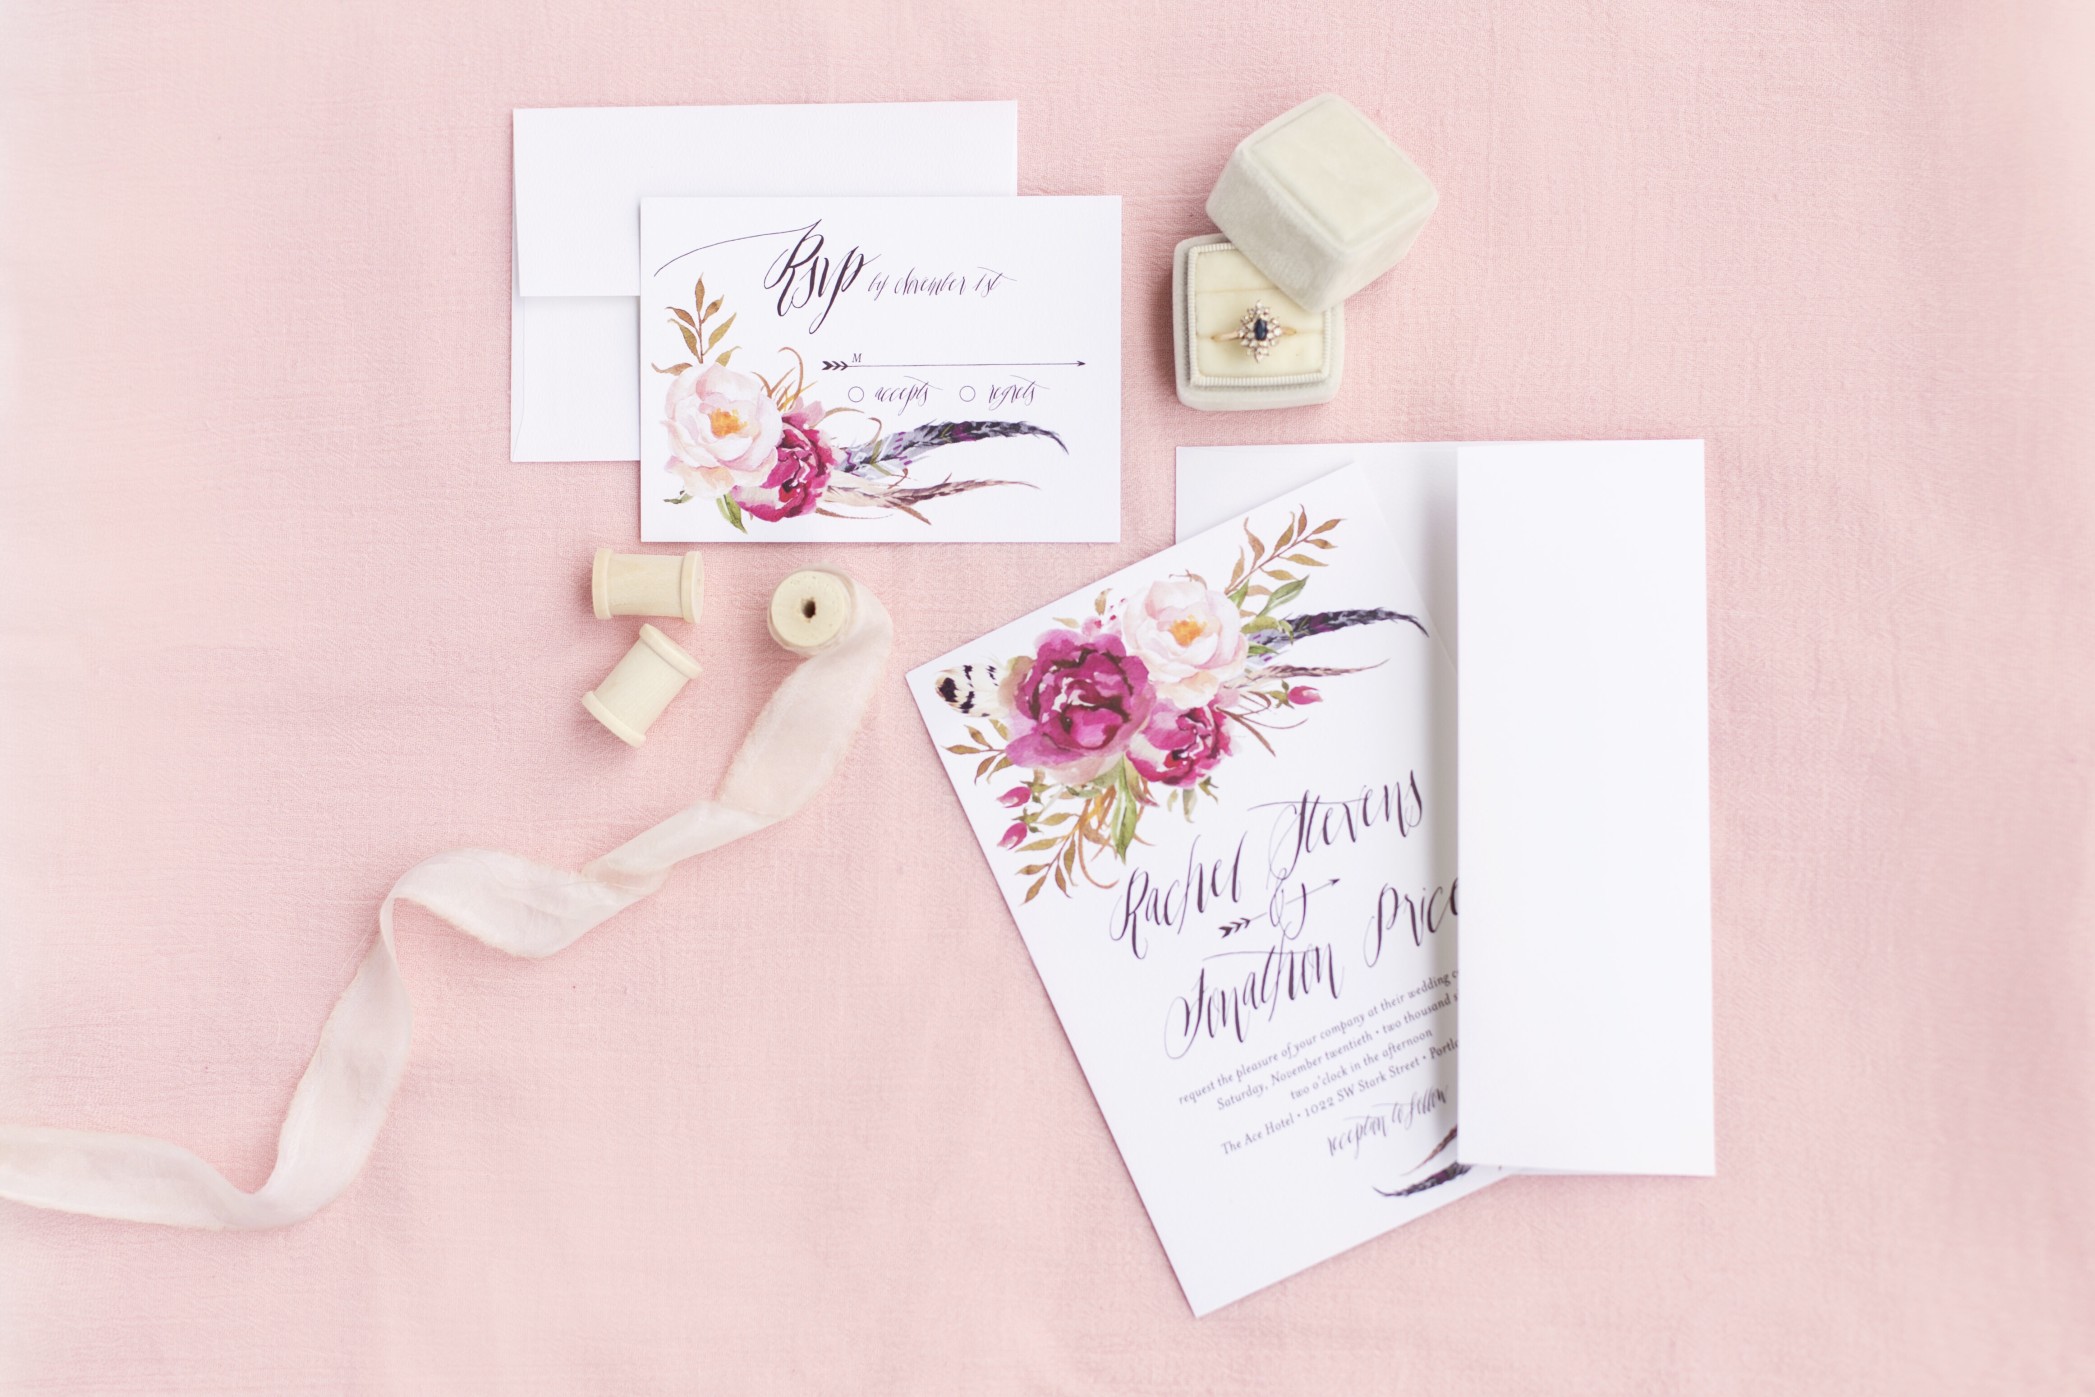 Rsvp by November 1st
M
accepts regrets
Rachel Stevens
&
Jonathon Price
request the pleasure of your company at their wedding
Saturday, November twentieth • two thousand
two o'clock in the afternoon
The Ace Hotel • 1022 SW Stark Street •
reception to follow